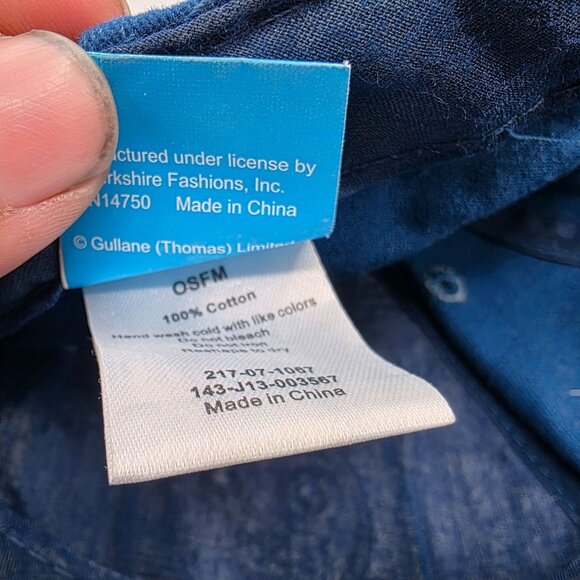 ctured under license by
rkshire Fashions, Inc.
N14750 Made in China
© Gullane (Thomas) Limited
OSFM
100% Cotton
Hand wash cold with like colors
Do not bleach
Do not iron
Reshape to dry
217-07-1067
143-J13-003567
Made in China